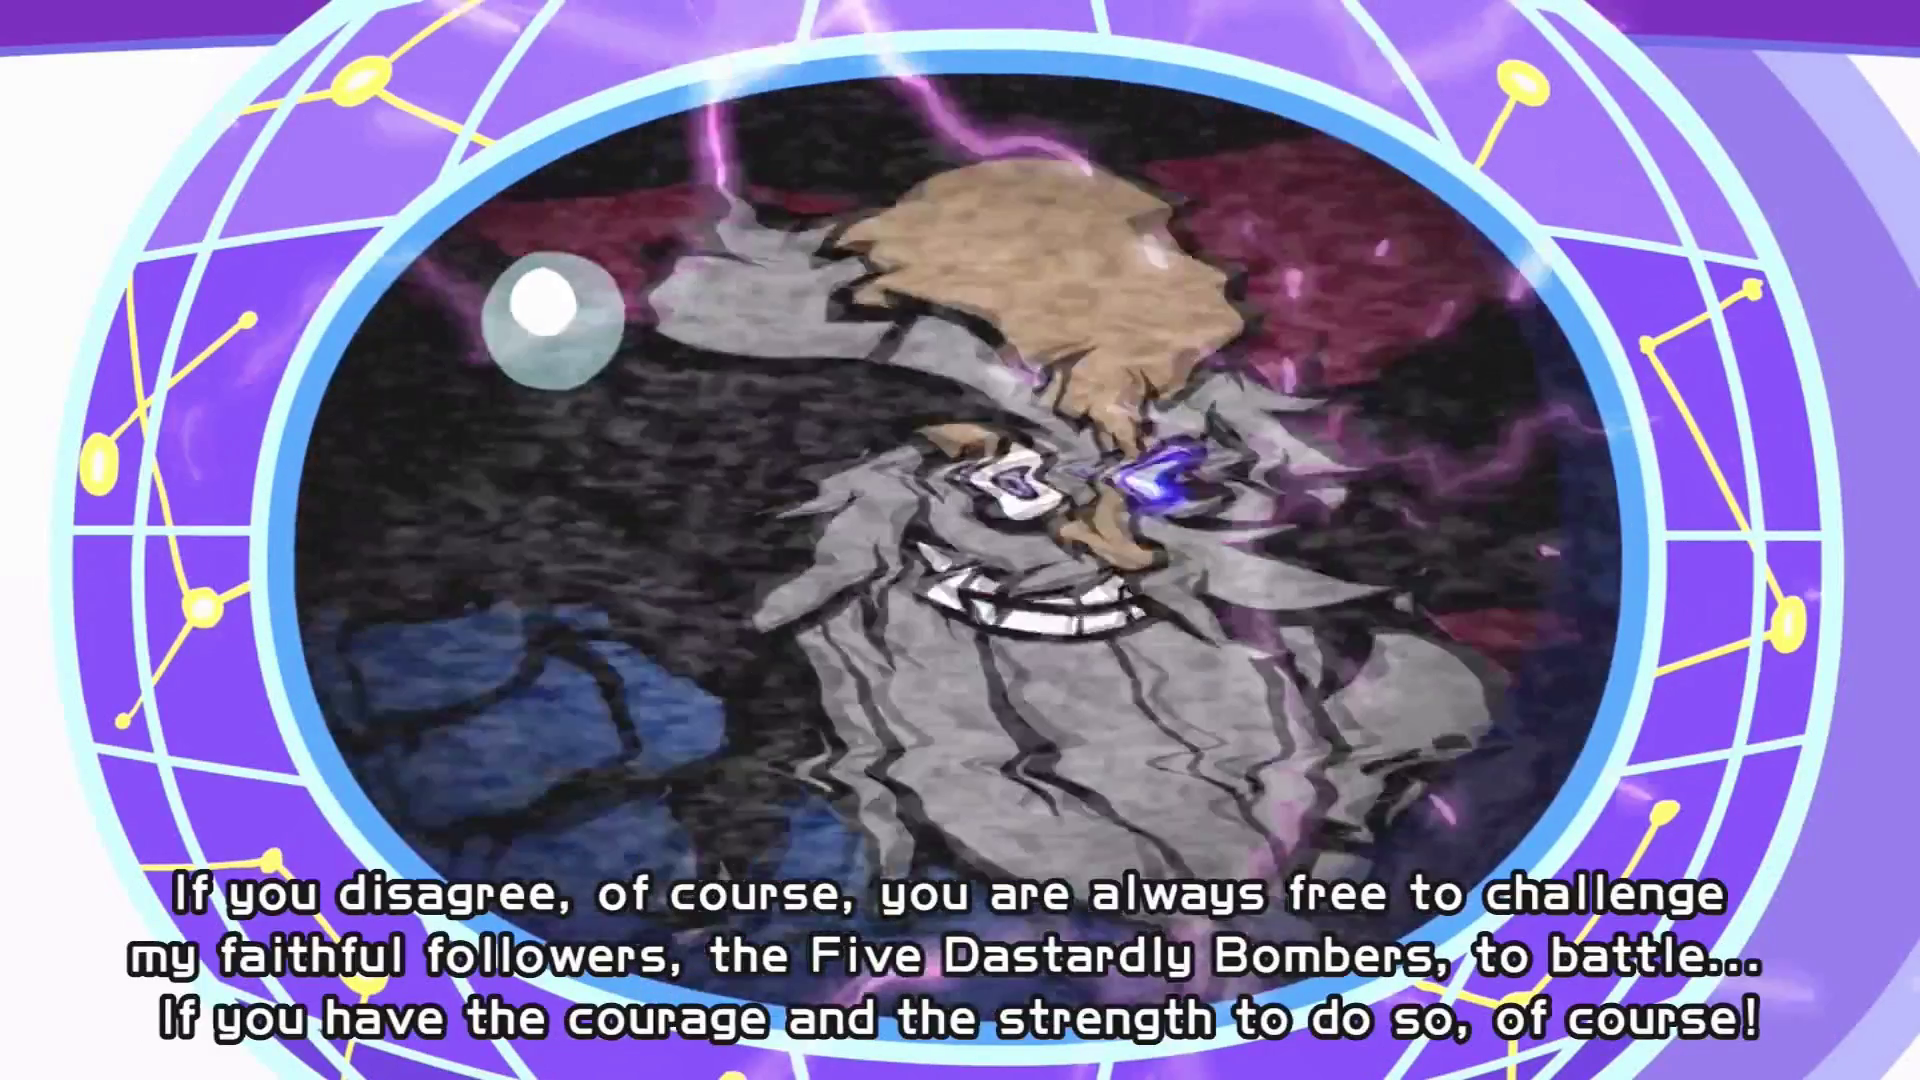 If you disagree, of course, you are always free to challenge
my faithful followers, the Five Dastardly Bombers, to battle...
If you have the courage and the strength to do so, of course!